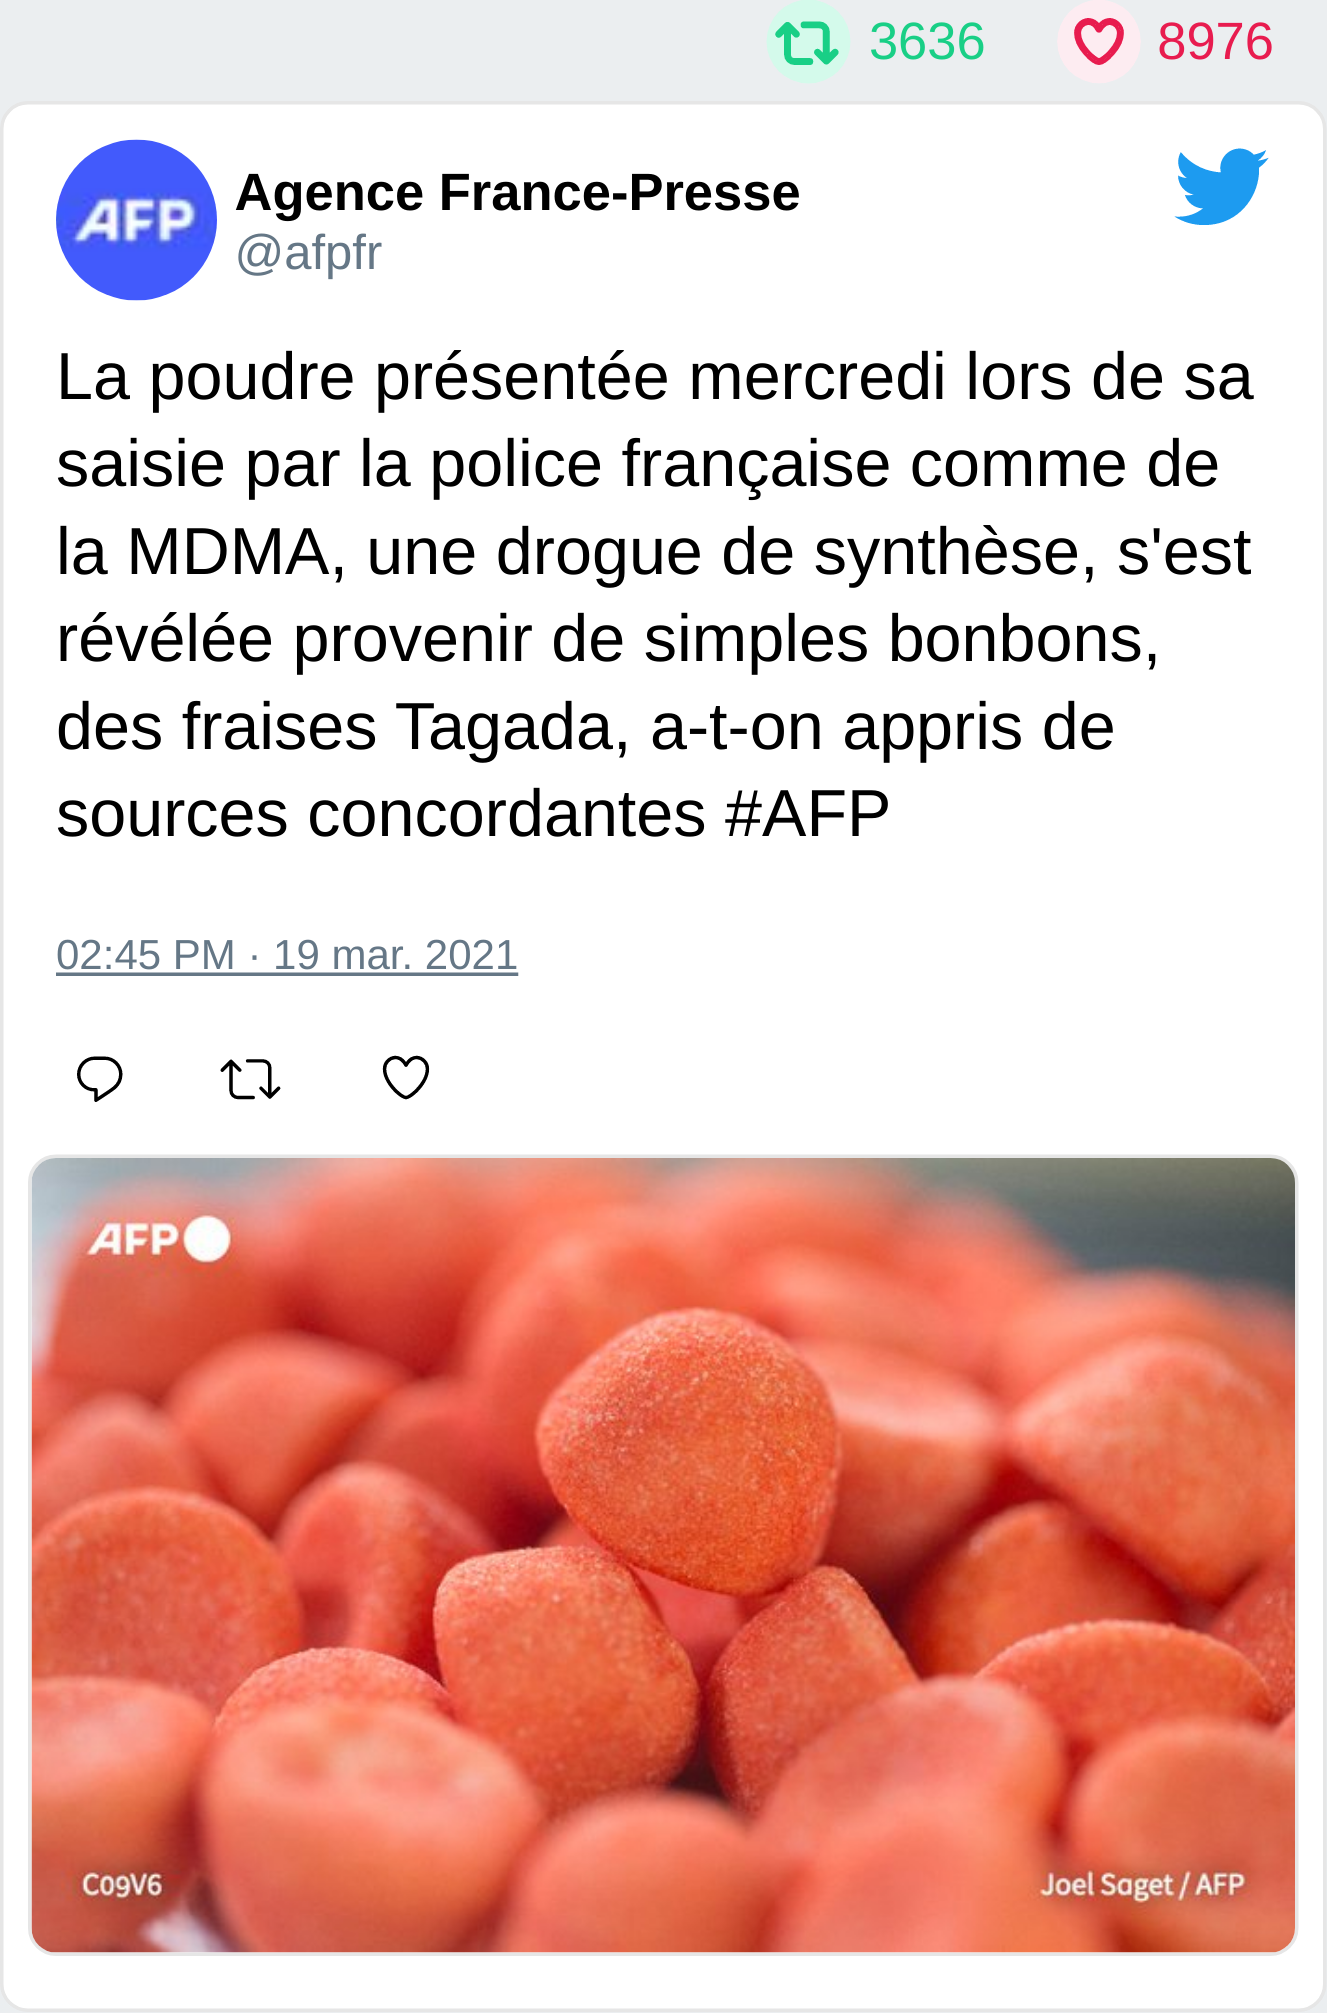 3636 8976
AFP
Agence France-Presse
@afpfr
La poudre présentée mercredi lors de sa
saisie par la police française comme de
la MDMA, une drogue de synthèse, s'est
révélée provenir de simples bonbons,
des fraises Tagada, a-t-on appris de
sources concordantes #AFP
02:45 PM · 19 mar. 2021
AFP
C09V6
Joel Saget / AFP